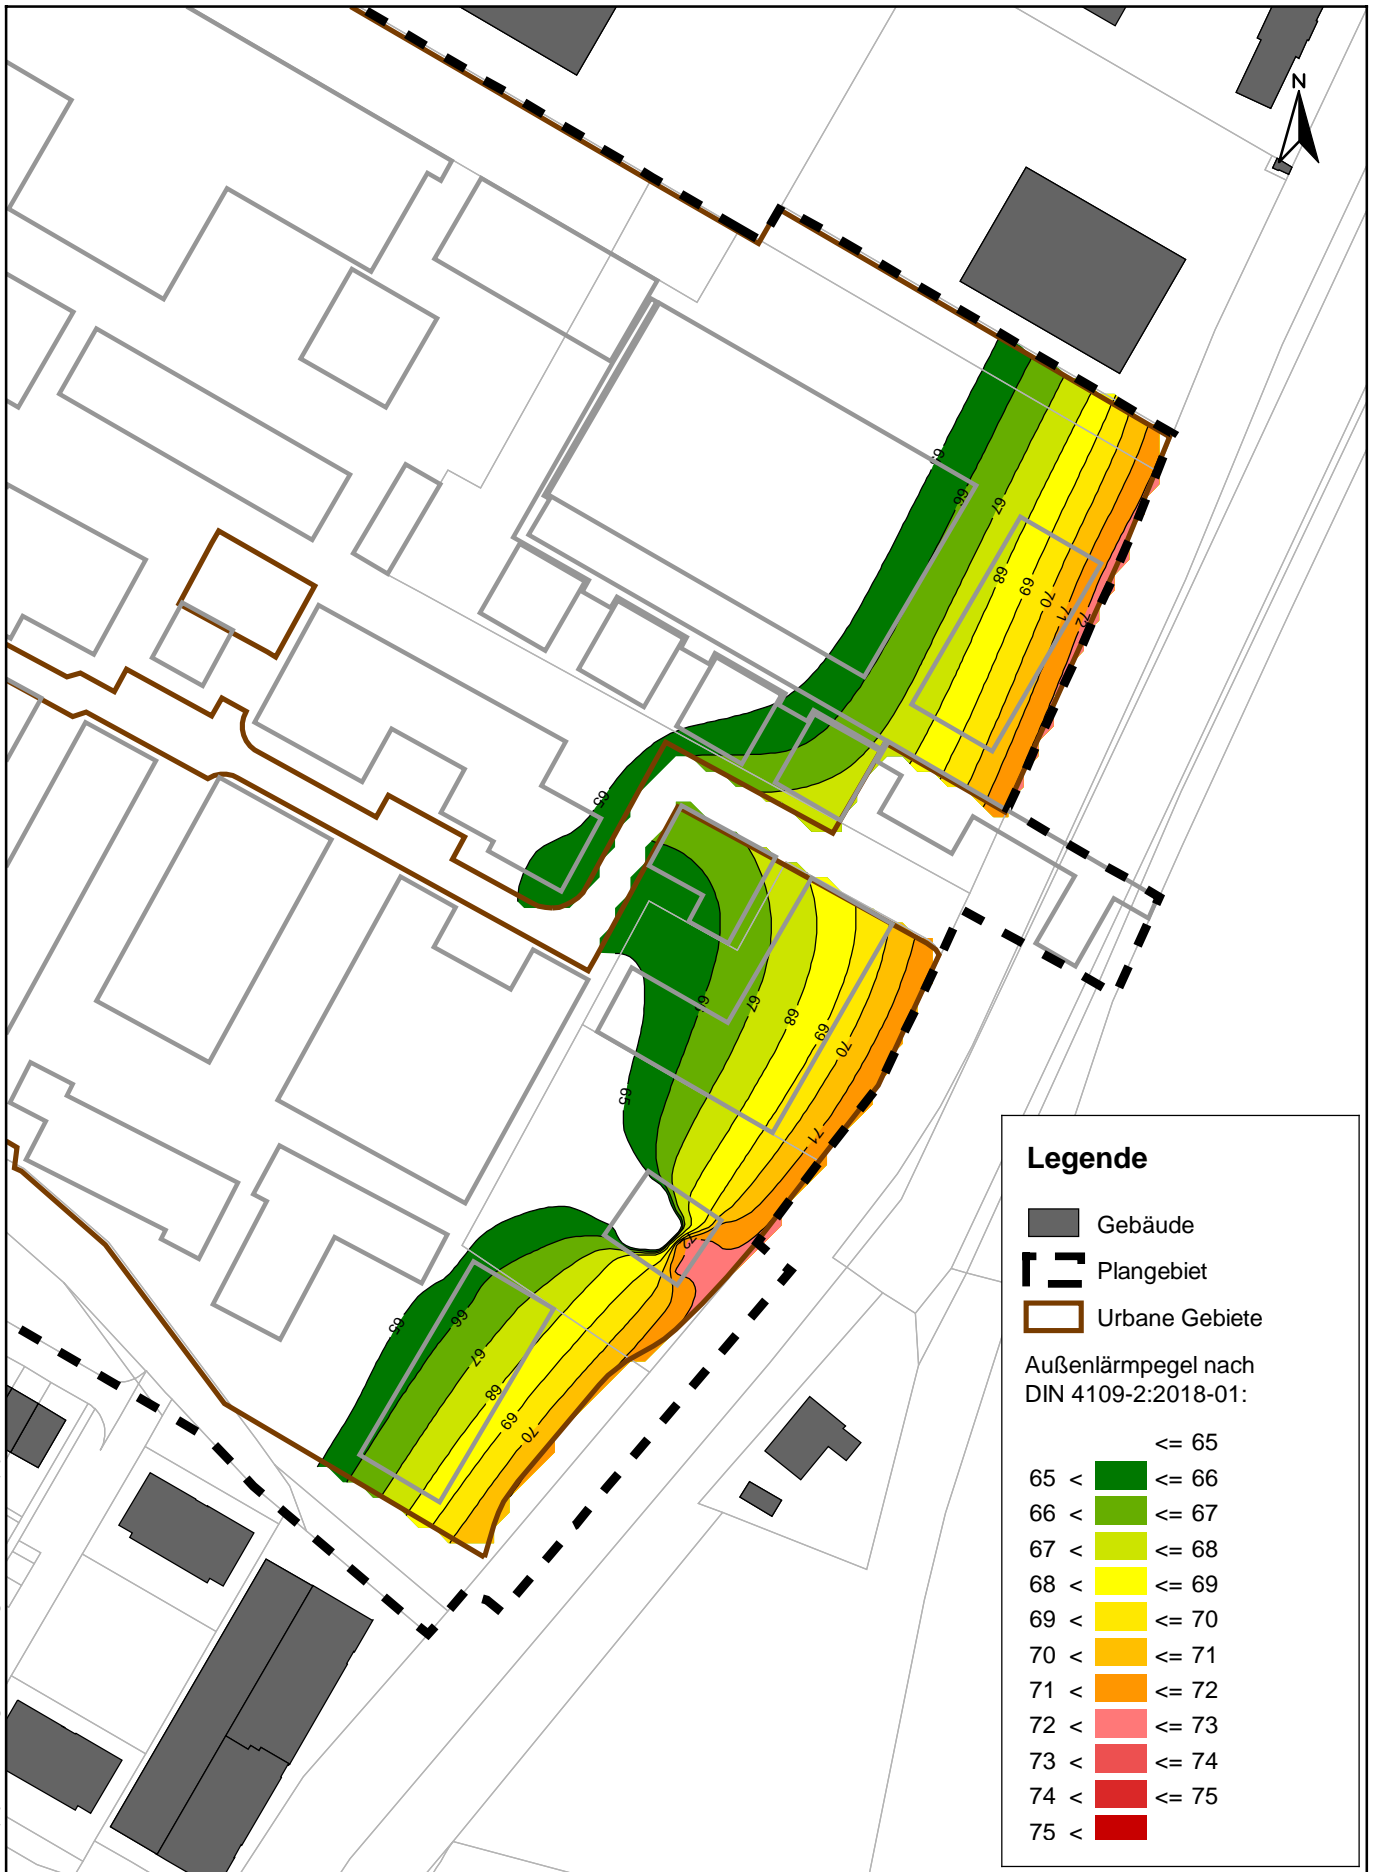 N
65
66
67
68
69
70
71
72
65
67
68
69
70
71
65
72
65
66
67
68
69
70
Legende
Gebäude
Plangebiet
Urbane Gebiete
Außenlärmpegel nach
DIN 4109-2:2018-01:
<= 65
65 < <= 66
66 < <= 67
67 < <= 68
68 < <= 69
69 < <= 70
70 < <= 71
71 < <= 72
72 < <= 73
73 < <= 74
74 < <= 75
75 <